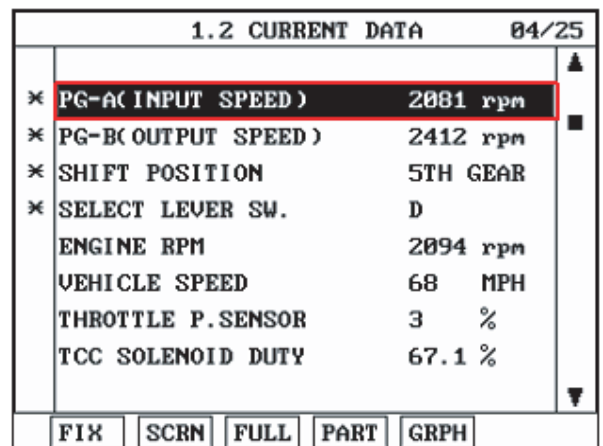 1.2 CURRENT DATA 04/25
* PG-A(INPUT SPEED) 2081 rpm
* PG-B(OUTPUT SPEED) 2412 rpm
* SHIFT POSITION 5TH GEAR
* SELECT LEVER SW. D
ENGINE RPM 2094 rpm
VEHICLE SPEED 68 MPH
THROTTLE P.SENSOR 3 %
TCC SOLENOID DUTY 67.1 %
FIX SCRN FULL PART GRPH